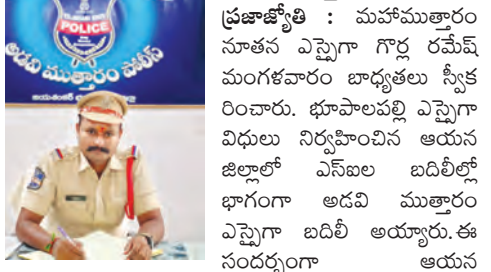 POLICE
అడవి ముత్తారం పోలీస్
ప్రజాజ్యోతి : మహాముత్తారం
నూతన ఎస్సైగా గొర్ల రమేష్
మంగళవారం బాధ్యతలు స్వీక
రించారు. భూపాలపల్లి ఎస్సైగా
విధులు నిర్వహించిన ఆయన
జిల్లాలో ఎస్ఐల బదిలీల్లో
భాగంగా అడవి ముత్తారం
ఎస్సైగా బదిలీ అయ్యారు.ఈ
సందర్భంగా ఆయన